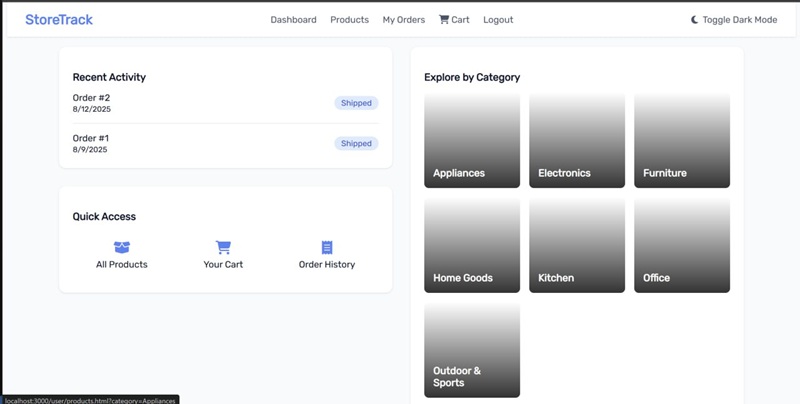 StoreTrack
Dashboard
Products
My Orders
Cart
Logout
Toggle Dark Mode
Recent Activity
Order #2
8/12/2025
Shipped
Order #1
8/9/2025
Shipped
Quick Access
All Products
Your Cart
Order History
Explore by Category
Appliances
Electronics
Furniture
Home Goods
Kitchen
Office
Outdoor &
Sports
localhost:3000/user/products.html?category=Appliances